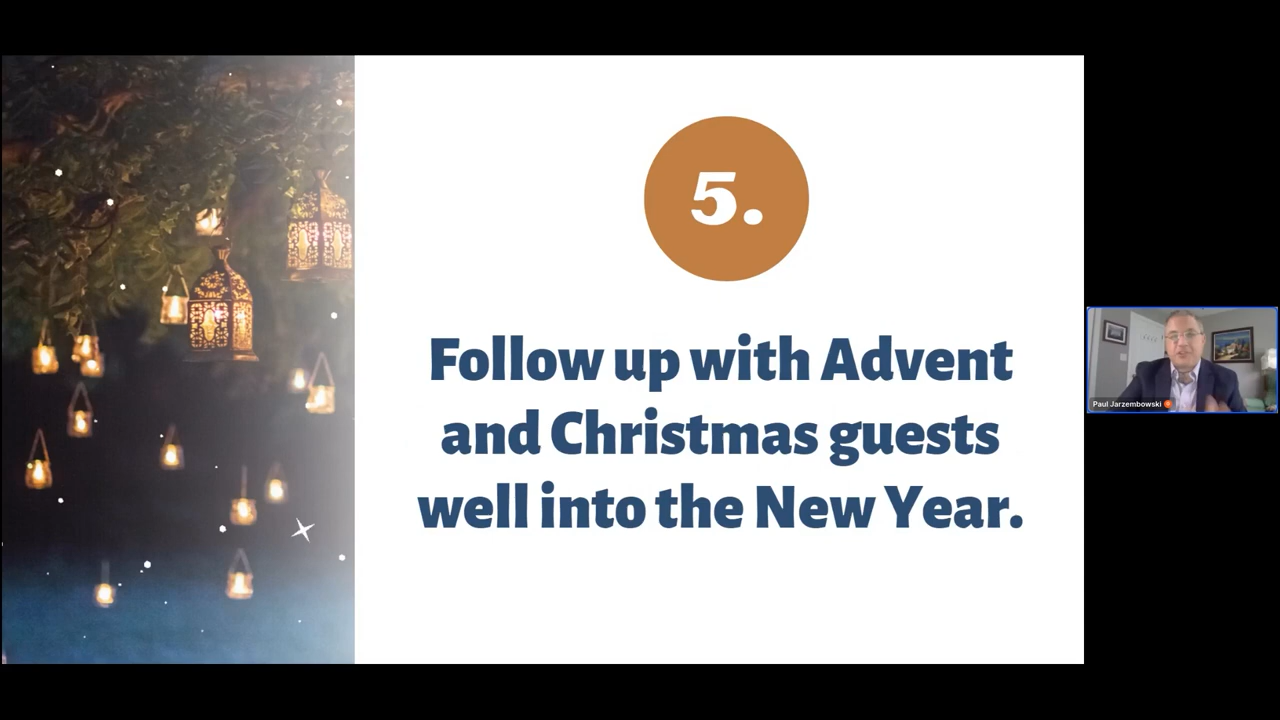 5.
Follow up with Advent
and Christmas guests
well into the New Year.
Paul Jarzembowski